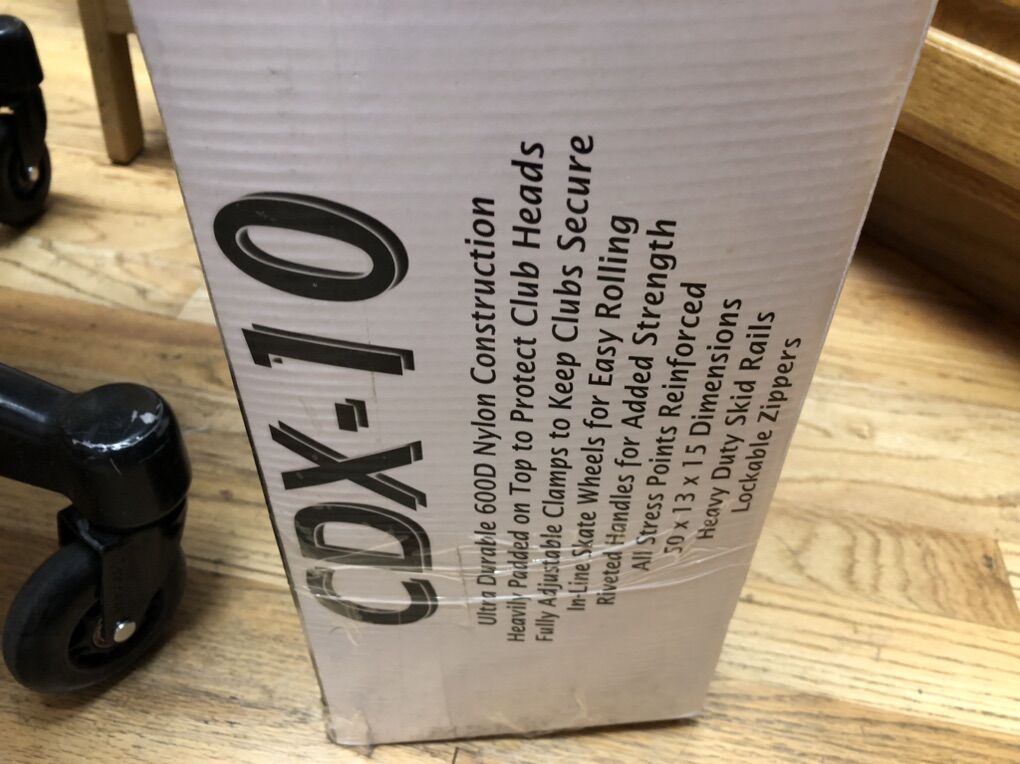 CDX-10
Ultra Durable 600D Nylon Construction
Heavily Padded on Top to Protect Club Heads
Fully Adjustable Clamps to Keep Clubs Secure
In-Line Skate Wheels for Easy Rolling
Riveted Handles for Added Strength
All Stress Points Reinforced
50 x 13 x 15 Dimensions
Heavy Duty Skid Rails
Lockable Zippers